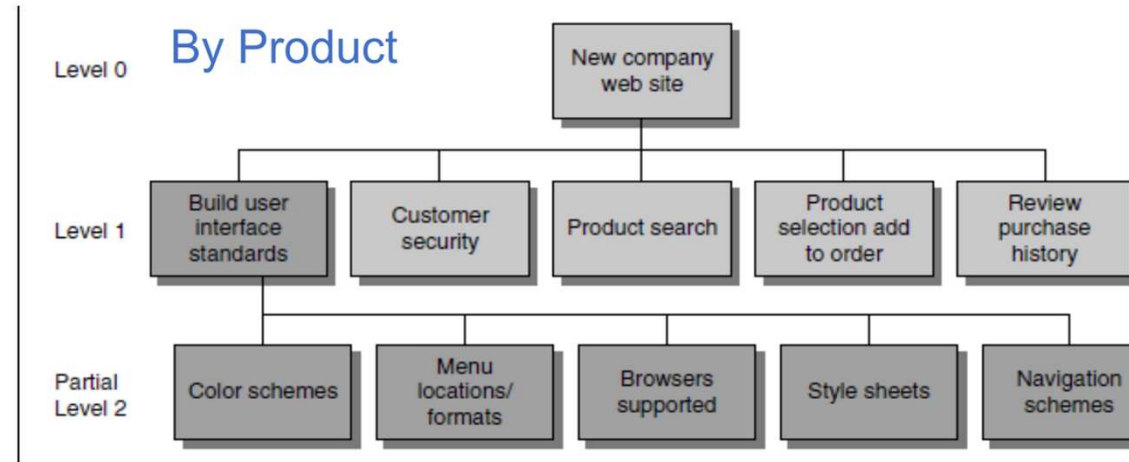 By Product
Level 0
New company
web site
Level 1
Build user
interface
standards
Customer
security
Product search
Product
selection add
to order
Review
purchase
history
Partial
Level 2
Color schemes
Menu
locations/
formats
Browsers
supported
Style sheets
Navigation
schemes